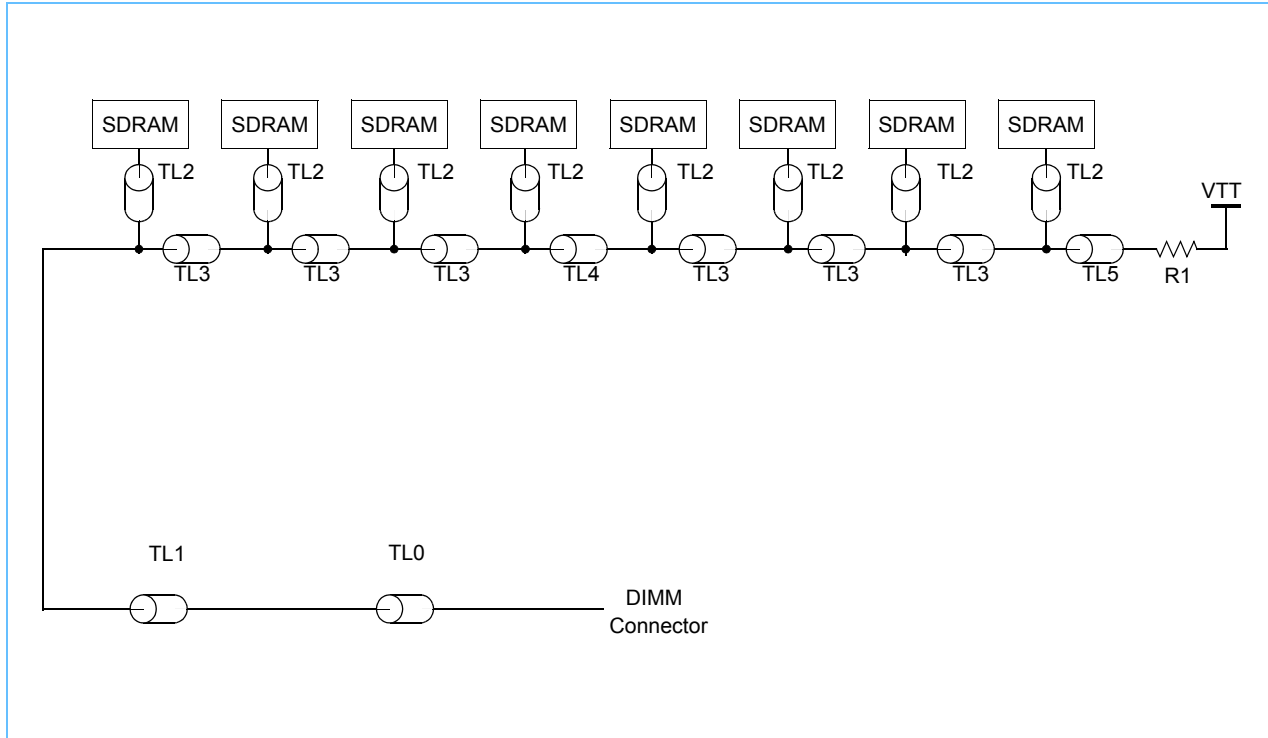 SDRAM SDRAM SDRAM SDRAM SDRAM SDRAM SDRAM SDRAM
TL2 TL2 TL2 TL2 TL2 TL2 TL2 TL2
VTT
TL3 TL3 TL3 TL4 TL3 TL3 TL3 TL5 R1
TL1 TL0
DIMM
Connector